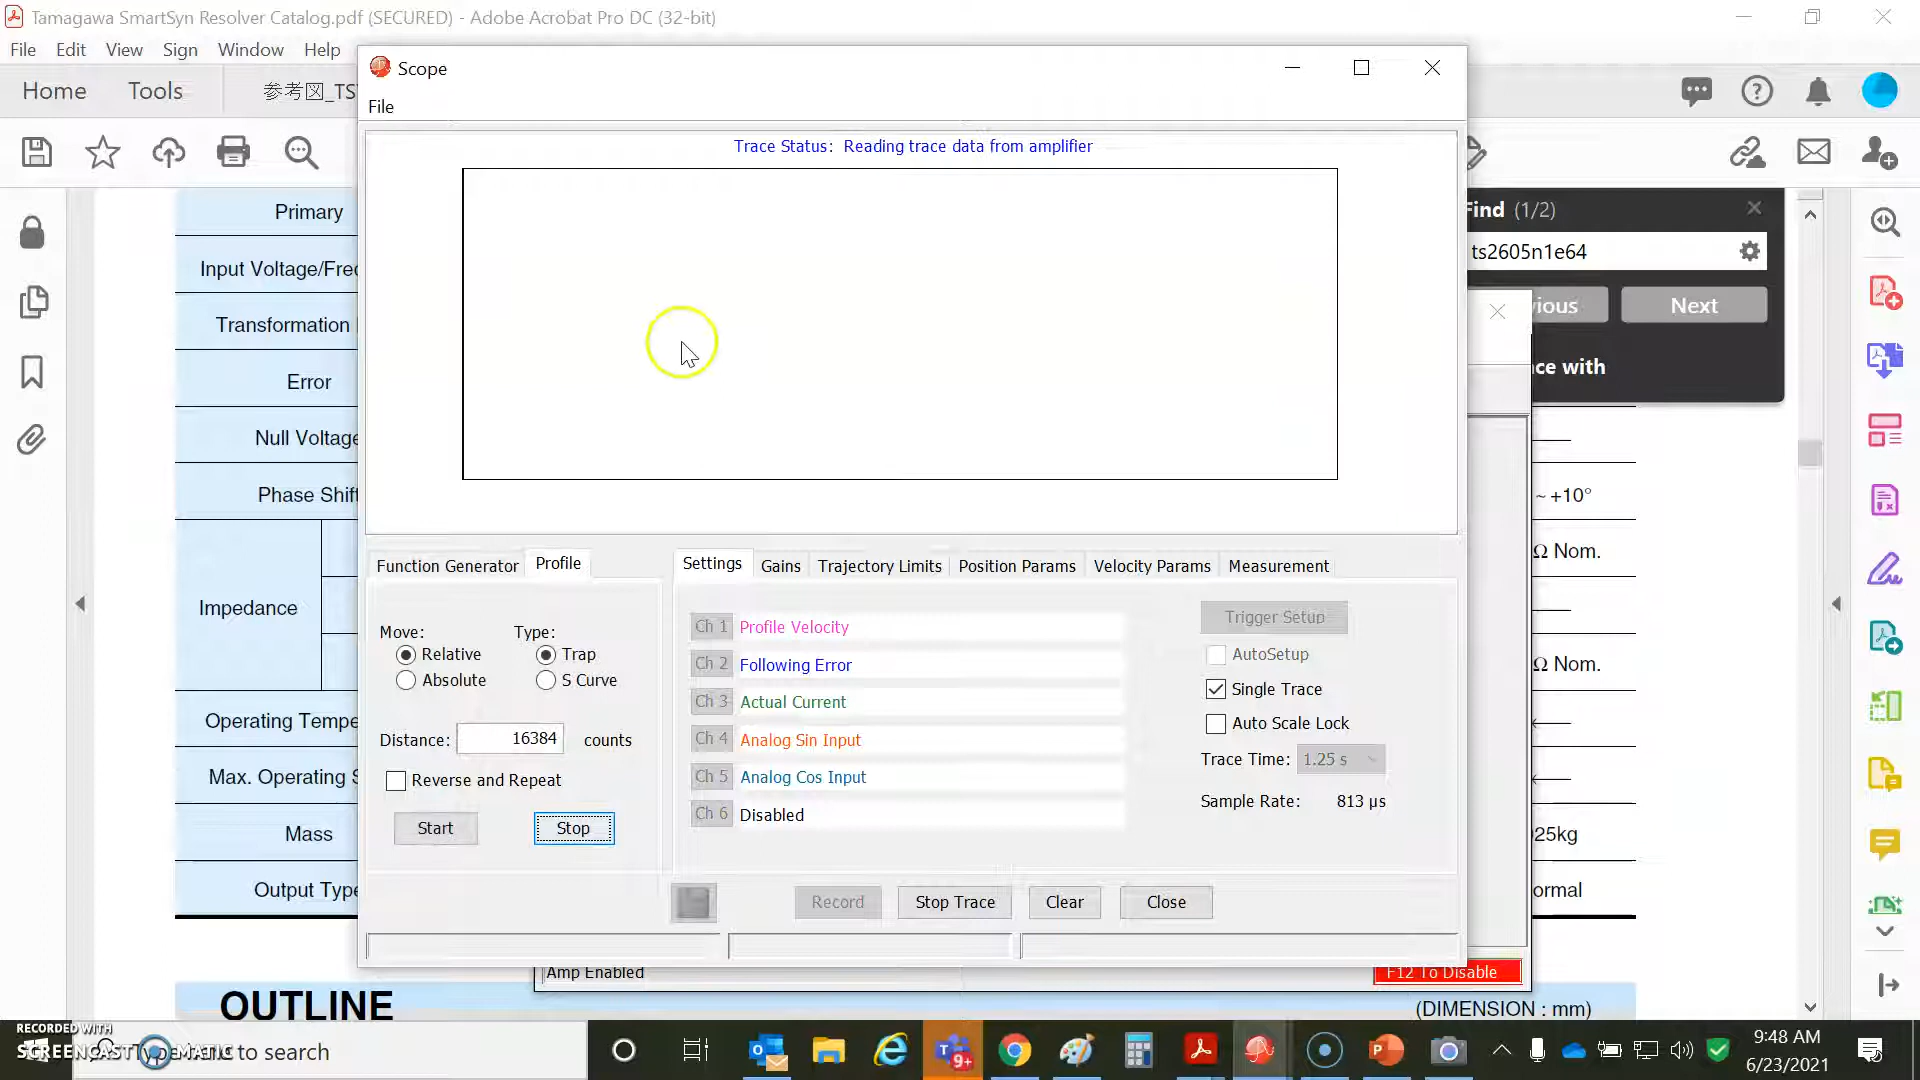 Tamagawa SmartSyn Resolver Catalog.pdf (SECURED) - Adobe Acrobat Pro DC (32-bit)
File Edit View Sign Window Help
Home Tools 参考図_TS
Scope
File
Trace Status: Reading trace data from amplifier
Find (1/2)
ts2605n1e64
Next
Primary
Input Voltage/Fre
Transformation
Error
Null Voltage
Phase Shift
~ +10°
Impedance
Ω Nom.
Ω Nom.
Operating Tempe
Max. Operating S
Mass
25kg
Output Type
ormal
Function Generator Profile
Move: Type:
Relative Trap
Absolute S Curve
Distance: 16384 counts
Reverse and Repeat
Start Stop
Settings Gains Trajectory Limits Position Params Velocity Params Measurement
Ch 1 Profile Velocity
Ch 2 Following Error
Ch 3 Actual Current
Ch 4 Analog Sin Input
Ch 5 Analog Cos Input
Ch 6 Disabled
Trigger Setup
AutoSetup
Single Trace
Auto Scale Lock
Trace Time: 1.25 s
Sample Rate: 813 µs
Record Stop Trace Clear Close
Amp Enabled F12 To Disable
OUTLINE (DIMENSION : mm)
RECORDED WITH
SCREENCAST MATIC
to search
9+
9:48 AM
6/23/2021